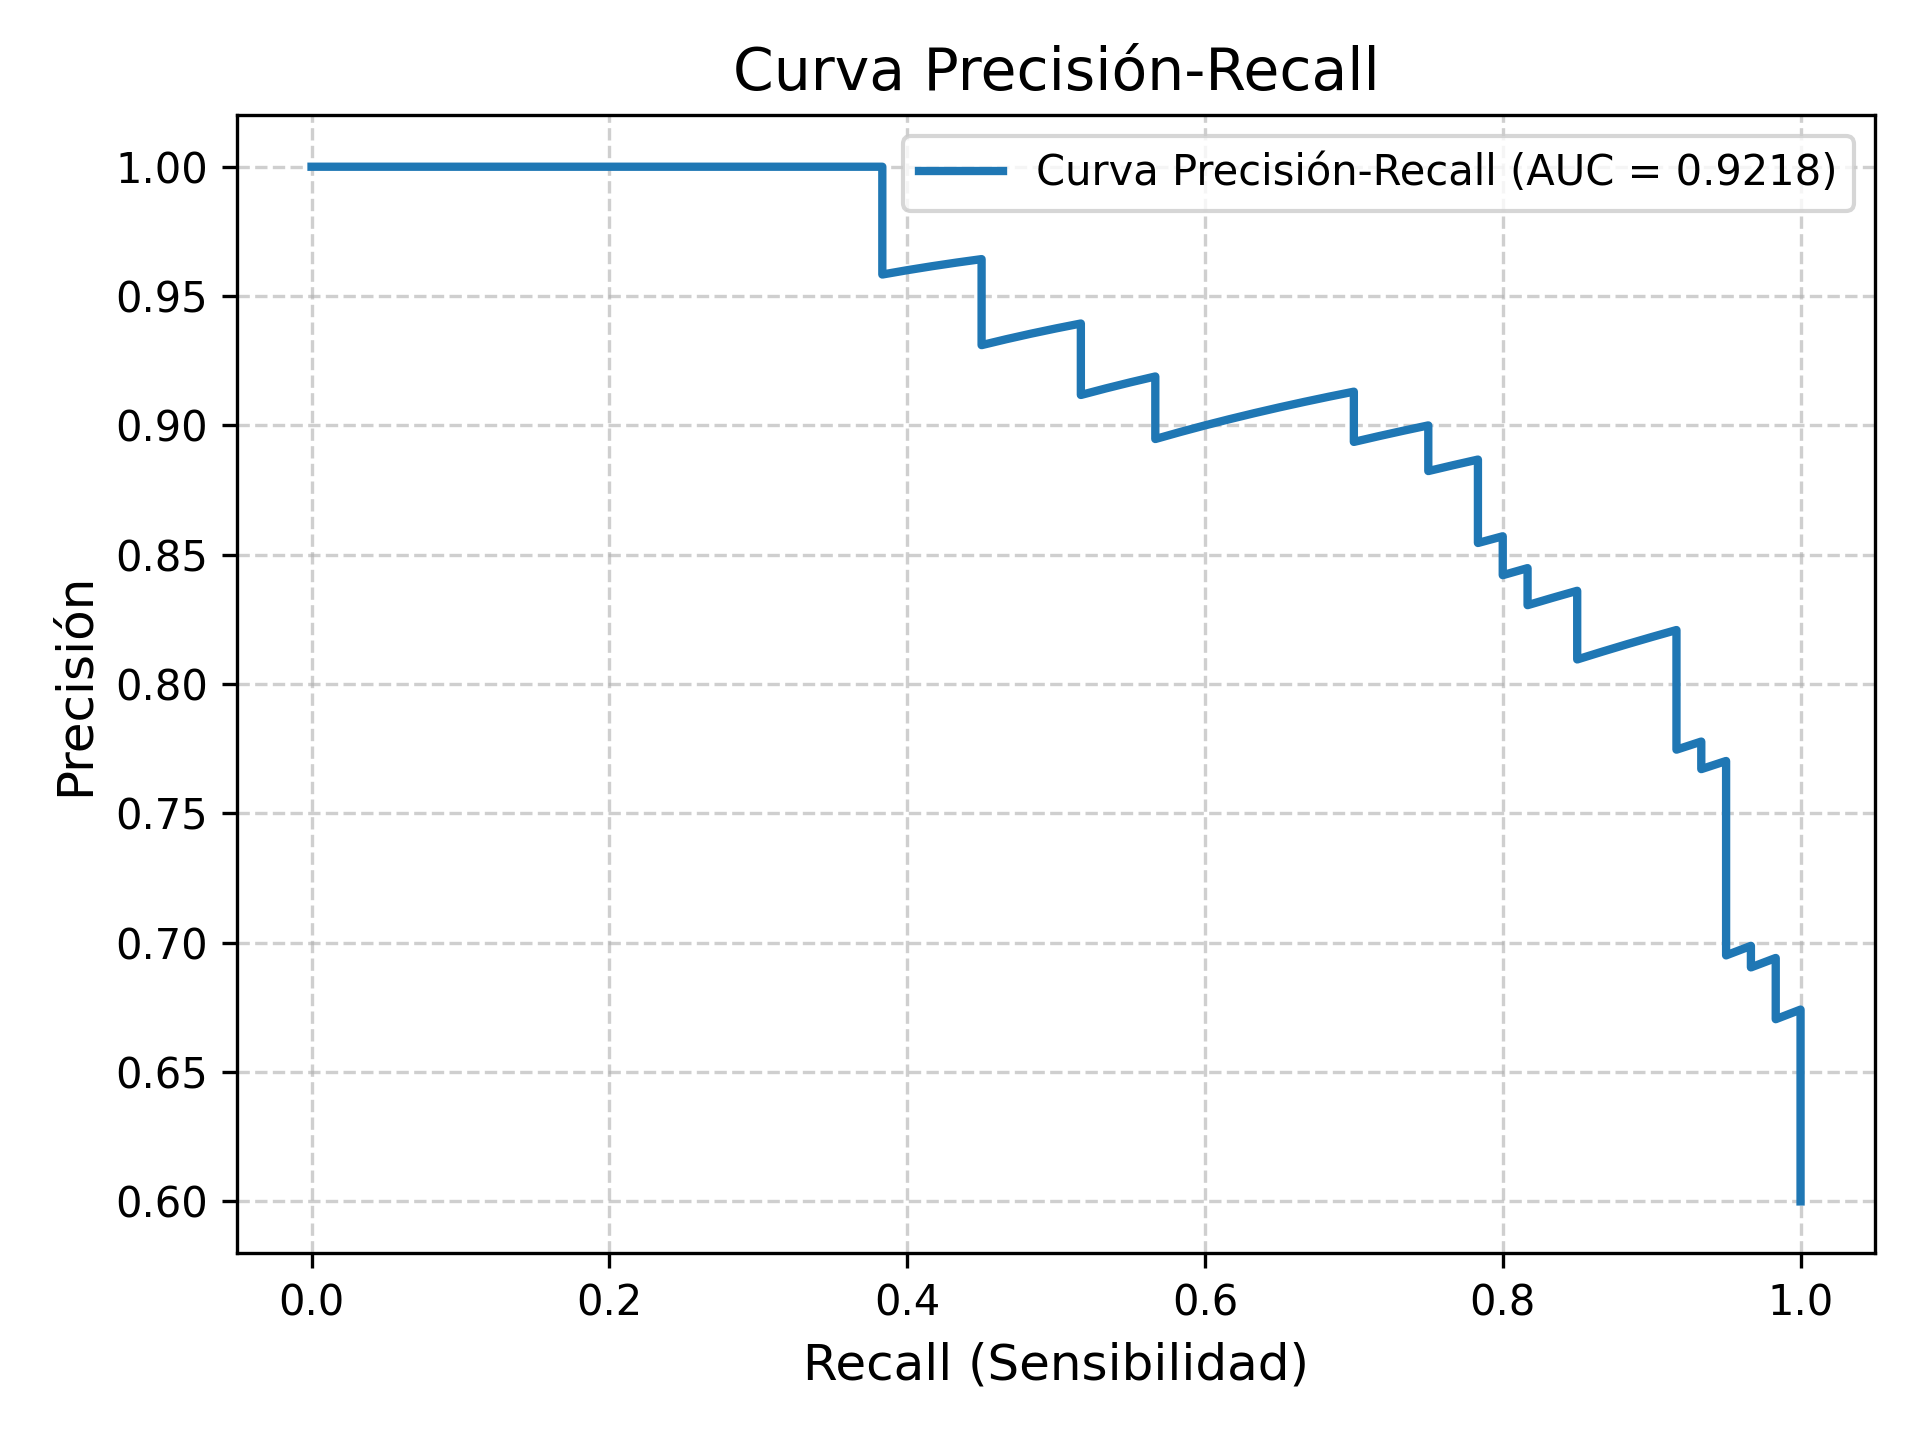 Curva Precisión-Recall
Curva Precisión-Recall (AUC = 0.9218)
Precisión
1.00
0.95
0.90
0.85
0.80
0.75
0.70
0.65
0.60
0.0 0.2 0.4 0.6 0.8 1.0
Recall (Sensibilidad)